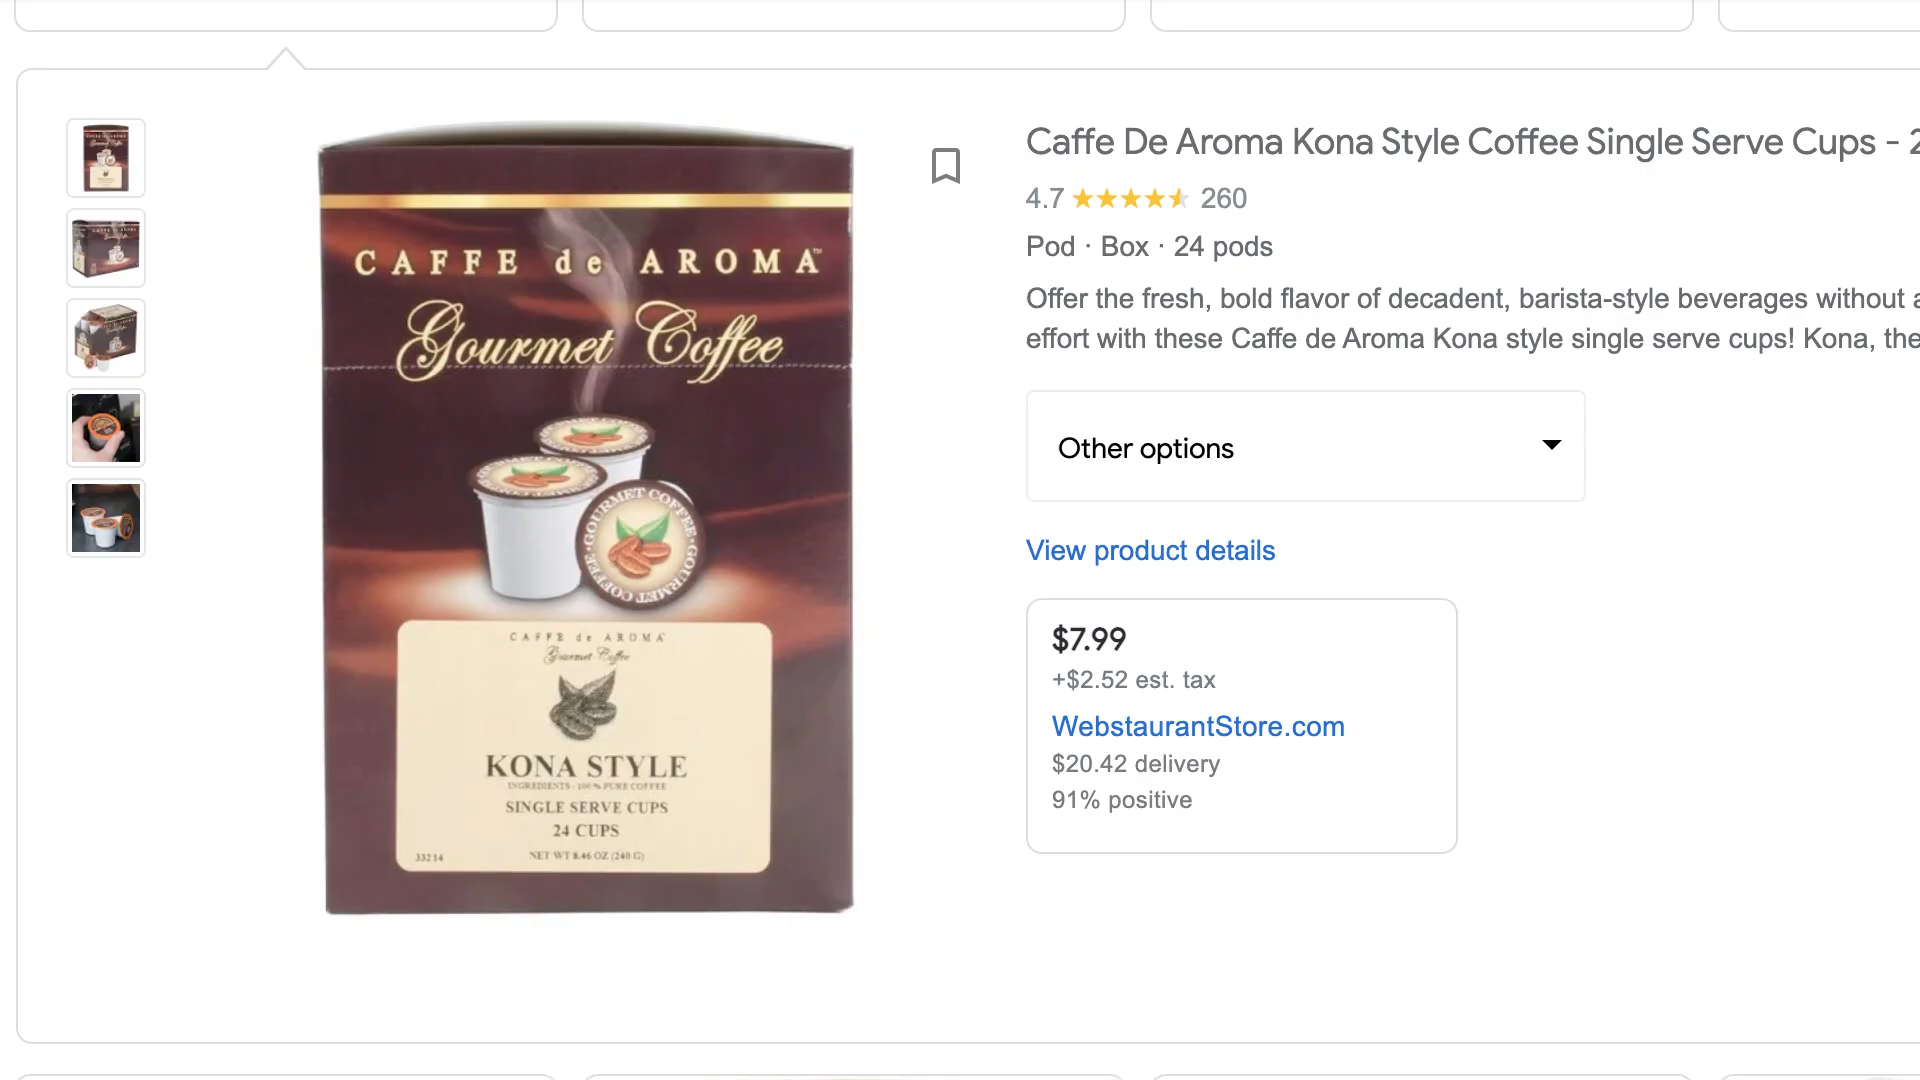 Caffe De Aroma Kona Style Coffee Single Serve Cups - 2
4.7 260
Pod · Box · 24 pods
Offer the fresh, bold flavor of decadent, barista-style beverages without a
effort with these Caffe de Aroma Kona style single serve cups! Kona, the
Other options
View product details
$7.99
+$2.52 est. tax
WebstaurantStore.com
$20.42 delivery
91% positive
CAFFE de AROMA™
Gourmet Coffee
GOURMET COFFEE · GOURMET COFFEE ·
CAFFE de AROMA
Gourmet Coffee
KONA STYLE
INGREDIENTS - 100% PURE COFFEE
SINGLE SERVE CUPS
24 CUPS
33214
NET WT 8.46 OZ (240 G)